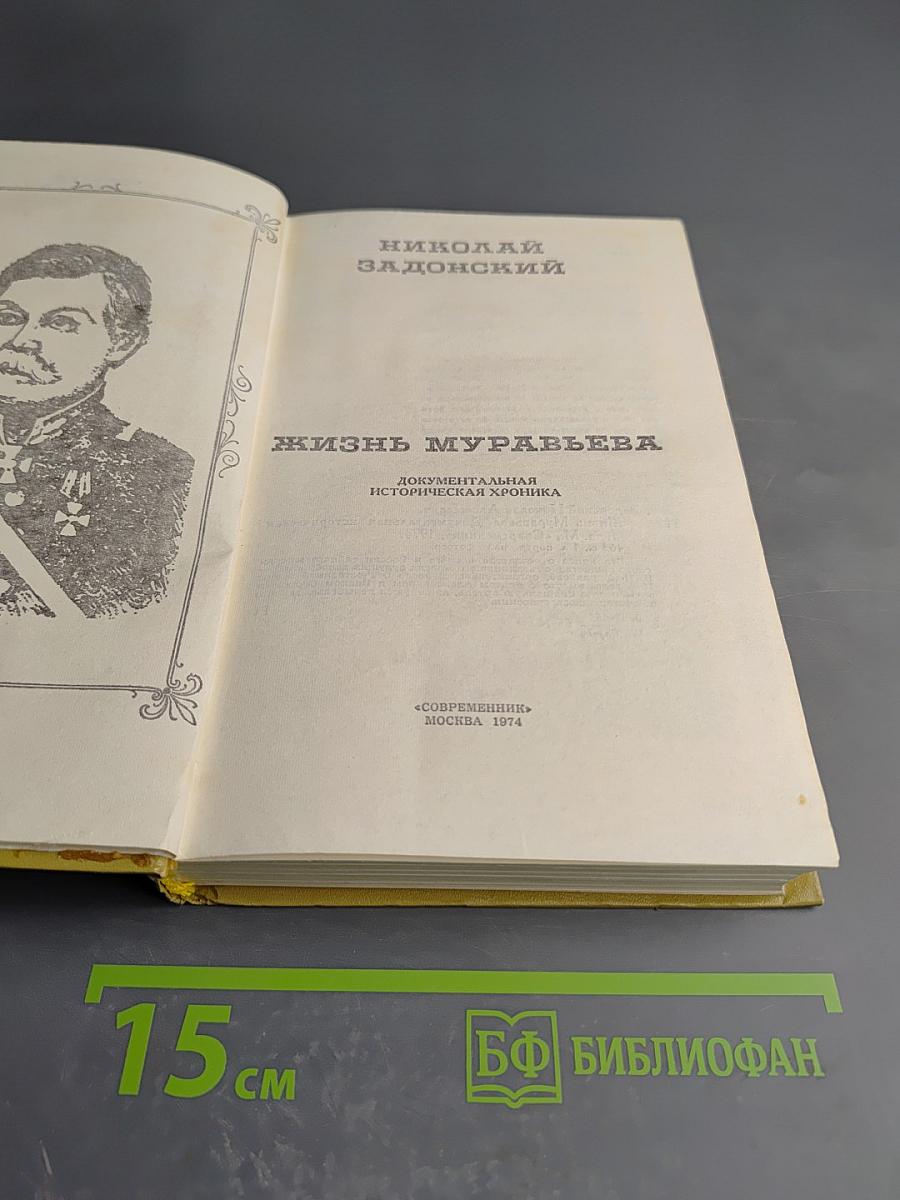 НИКОЛАЙ
ЗАДОНСКИЙ
ЖИЗНЬ МУРАВЬЕВА
ДОКУМЕНТАЛЬНАЯ
ИСТОРИЧЕСКАЯ ХРОНИКА
«СОВРЕМЕННИК»
МОСКВА 1974
15 см
БФ БИБЛИОФАН